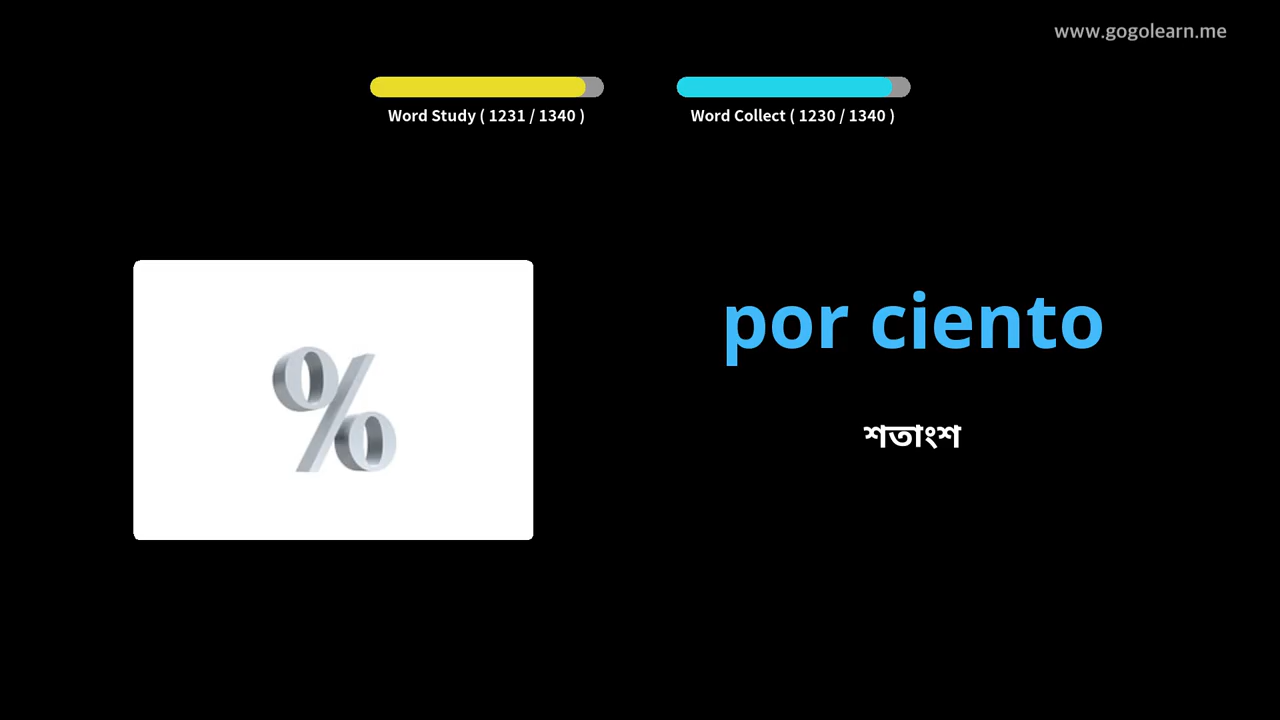 www.gogolearn.me
Word Study ( 1231 / 1340 )
Word Collect ( 1230 / 1340 )
%
por ciento
শতাংশ